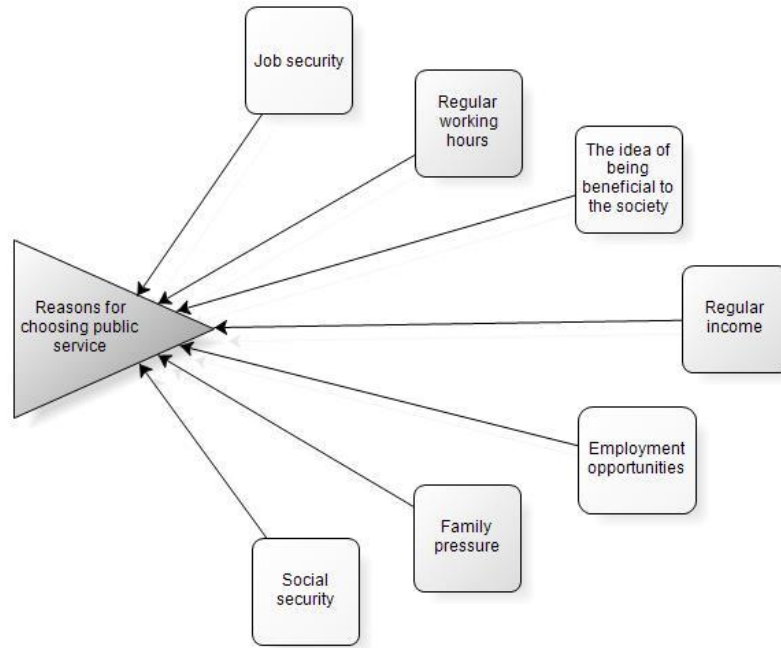 Job security
Regular
working
hours
The idea of
being
beneficial to
the society
Regular
income
Reasons for
choosing public
service
Employment
opportunities
Family
pressure
Social
security